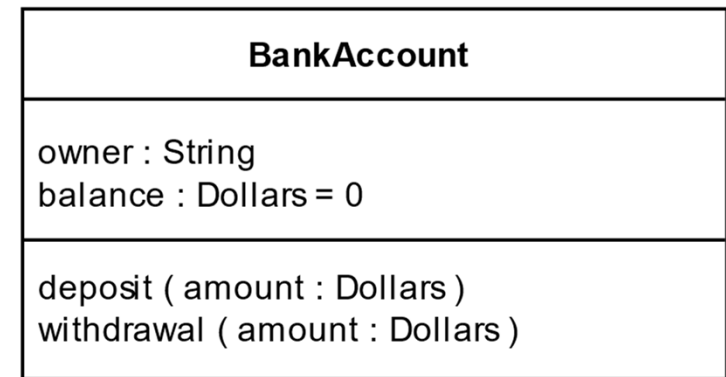 BankAccount
owner : String
balance : Dollars = 0
deposit ( amount : Dollars )
withdrawal ( amount : Dollars )